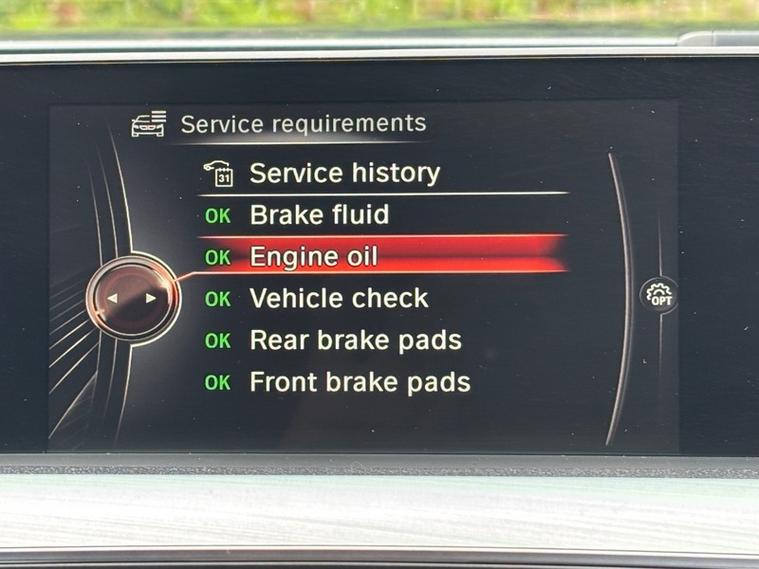 Service requirements
31 Service history
OK Brake fluid
OK Engine oil
OK Vehicle check
OPT
OK Rear brake pads
OK Front brake pads